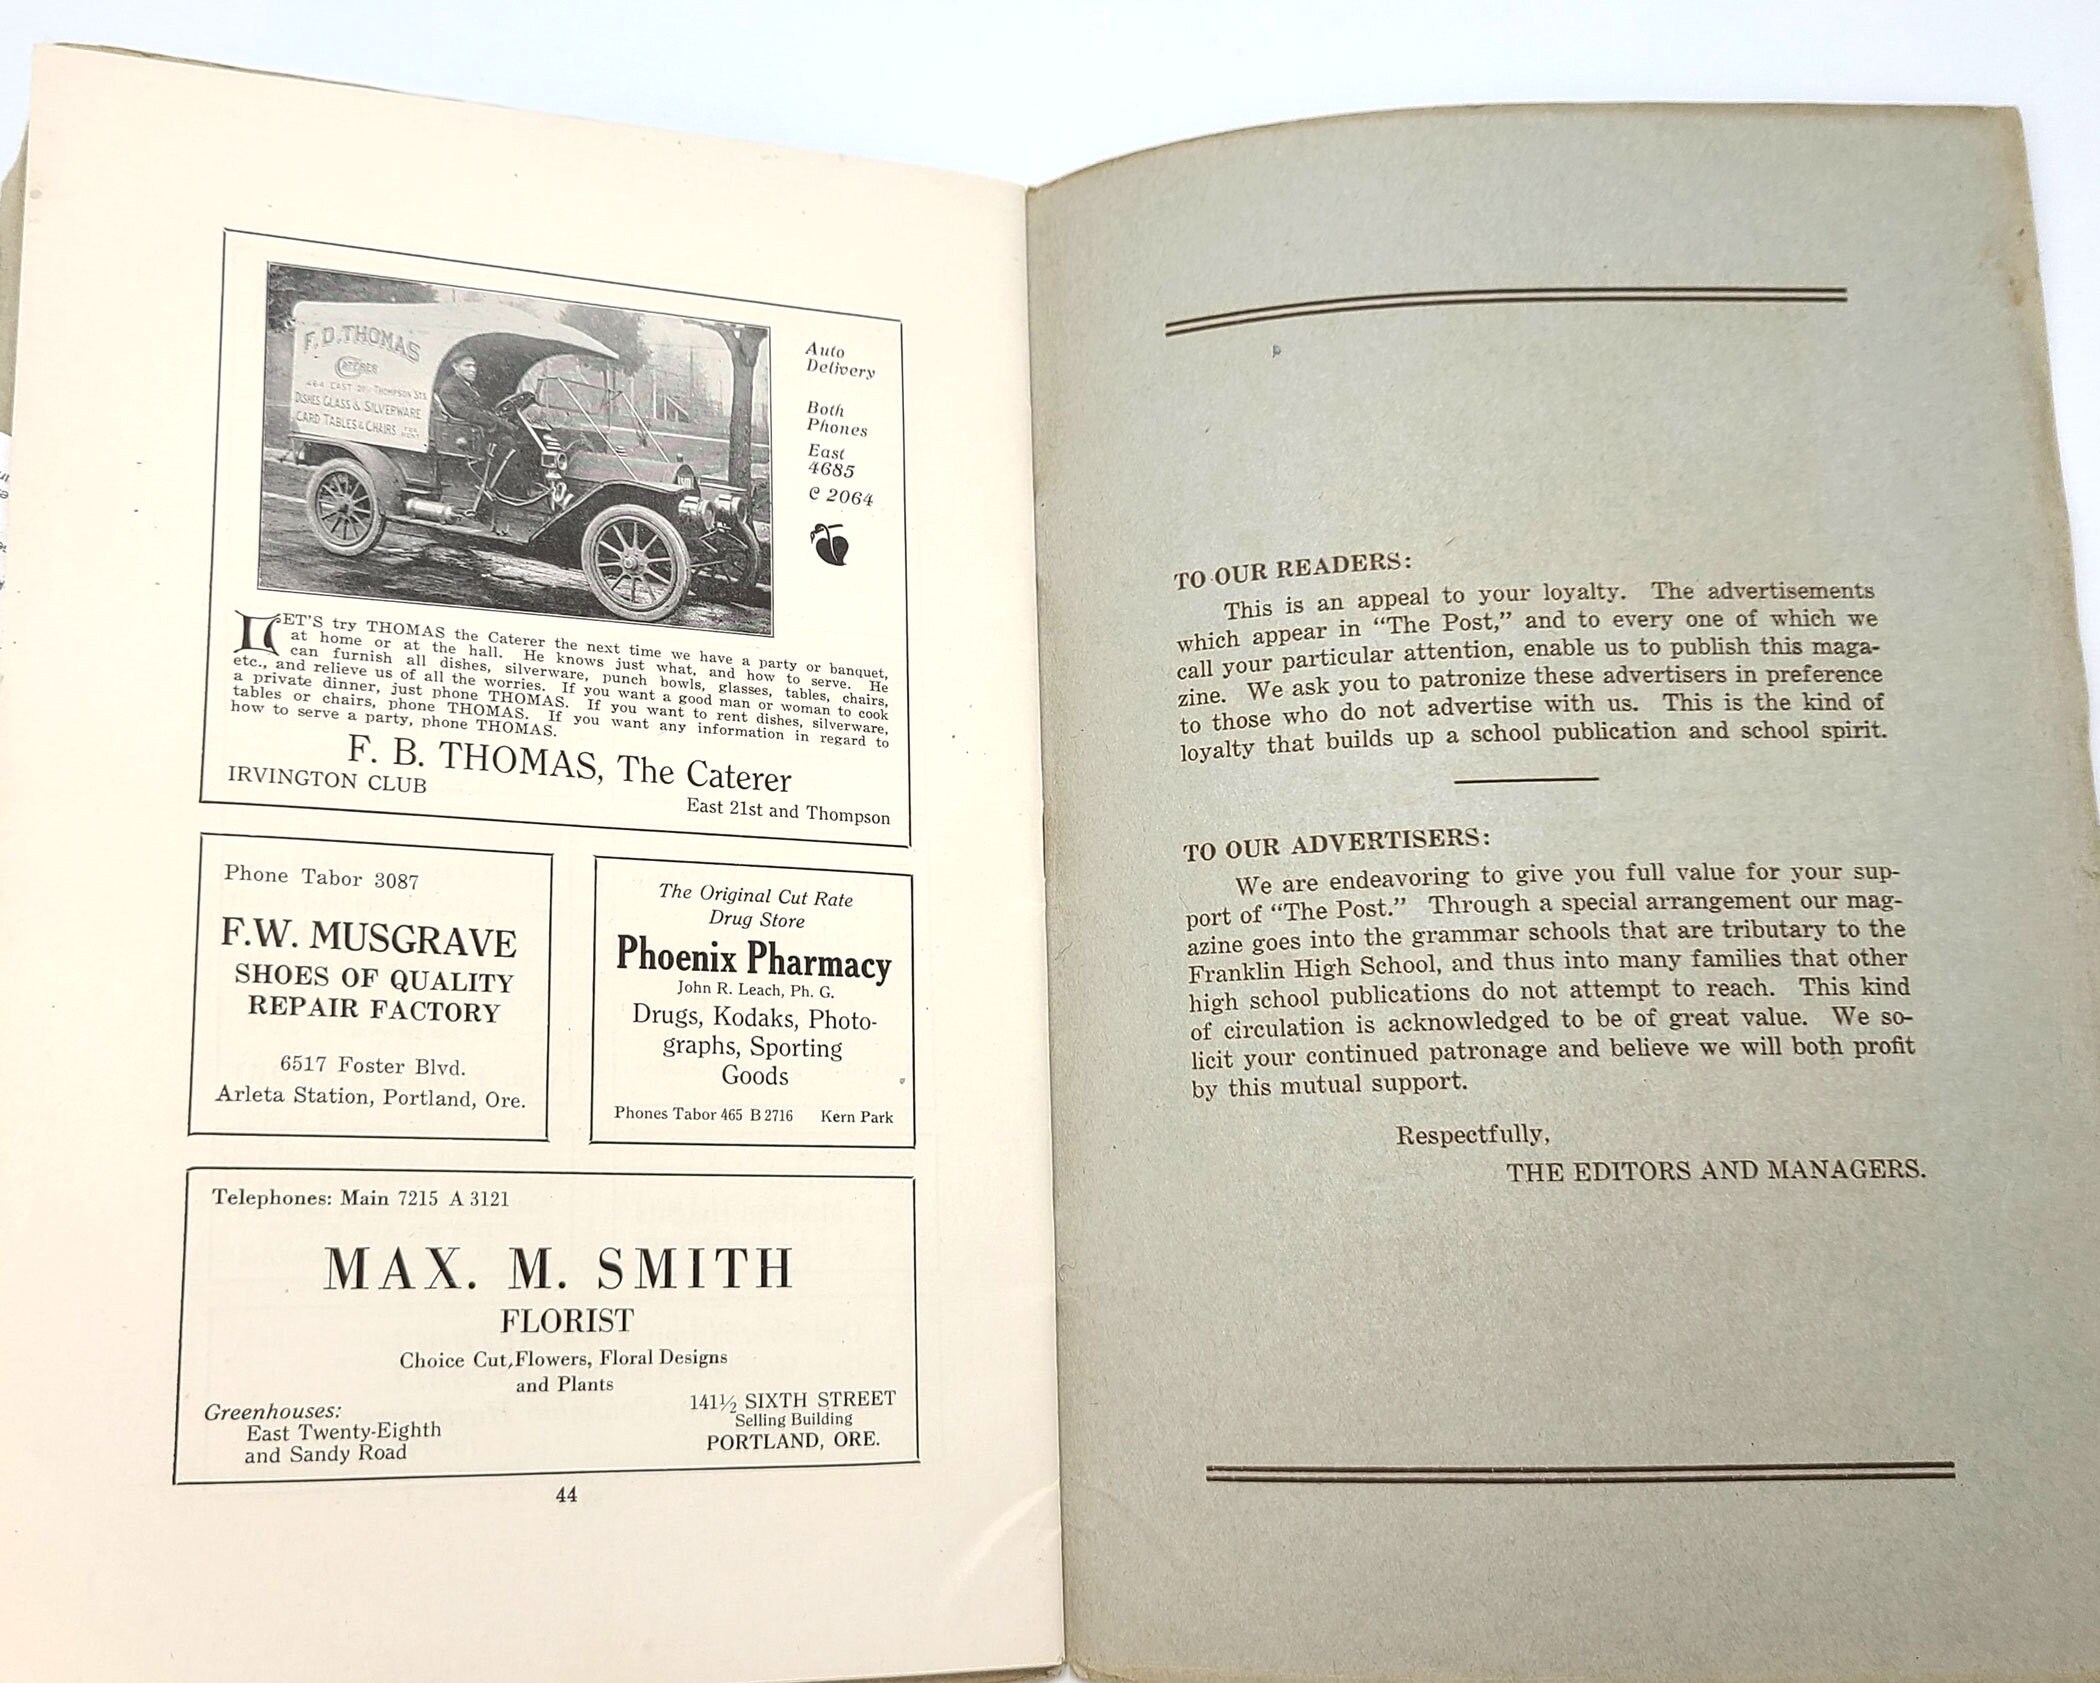 F.D. THOMAS
CATERER
464 EAST 21st THOMPSON STS
DISHES GLASS & SILVERWARE
CARD TABLES & CHAIRS FOR RENT
Auto
Delivery
Both
Phones
East
4685
C 2064
LET'S try THOMAS the Caterer the next time we have a party or banquet,
at home or at the hall. He knows just what, and how to serve. He
can furnish all dishes, silverware, punch bowls, glasses, tables, chairs,
etc., and relieve us of all the worries. If you want a good man or woman to cook
a private dinner, just phone THOMAS. If you want to rent dishes, silverware,
tables or chairs, phone THOMAS. If you want any information in regard to
how to serve a party, phone THOMAS.
F. B. THOMAS, The Caterer
IRVINGTON CLUB
East 21st and Thompson
Phone Tabor 3087
F.W. MUSGRAVE
SHOES OF QUALITY
REPAIR FACTORY
6517 Foster Blvd.
Arleta Station, Portland, Ore.
The Original Cut Rate
Drug Store
Phoenix Pharmacy
John R. Leach, Ph. G.
Drugs, Kodaks, Photo-
graphs, Sporting
Goods
Phones Tabor 465 B 2716 Kern Park
Telephones: Main 7215 A 3121
MAX. M. SMITH
FLORIST
Choice Cut,Flowers, Floral Designs
and Plants
Greenhouses:
East Twenty-Eighth
and Sandy Road
141½ SIXTH STREET
Selling Building
PORTLAND, ORE.
44
TO OUR READERS:
This is an appeal to your loyalty. The advertisements
which appear in "The Post," and to every one of which we
call your particular attention, enable us to publish this maga-
zine. We ask you to patronize these advertisers in preference
to those who do not advertise with us. This is the kind of
loyalty that builds up a school publication and school spirit.
TO OUR ADVERTISERS:
We are endeavoring to give you full value for your sup-
port of "The Post." Through a special arrangement our mag-
azine goes into the grammar schools that are tributary to the
Franklin High School, and thus into many families that other
high school publications do not attempt to reach. This kind
of circulation is acknowledged to be of great value. We so-
licit your continued patronage and believe we will both profit
by this mutual support.
Respectfully,
THE EDITORS AND MANAGERS.